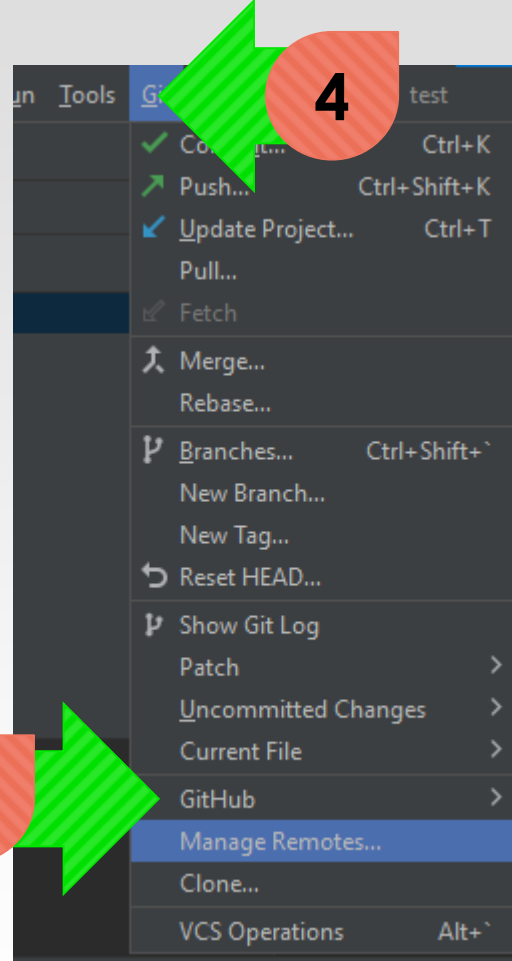 Tools
4
test
Ctrl+K
Push... Ctrl+Shift+K
Update Project... Ctrl+T
Pull...
Fetch
Merge...
Rebase...
Branches... Ctrl+Shift+`
New Branch...
New Tag...
Reset HEAD...
Show Git Log
Patch
Uncommitted Changes
Current File
GitHub
Manage Remotes...
Clone...
VCS Operations Alt+`